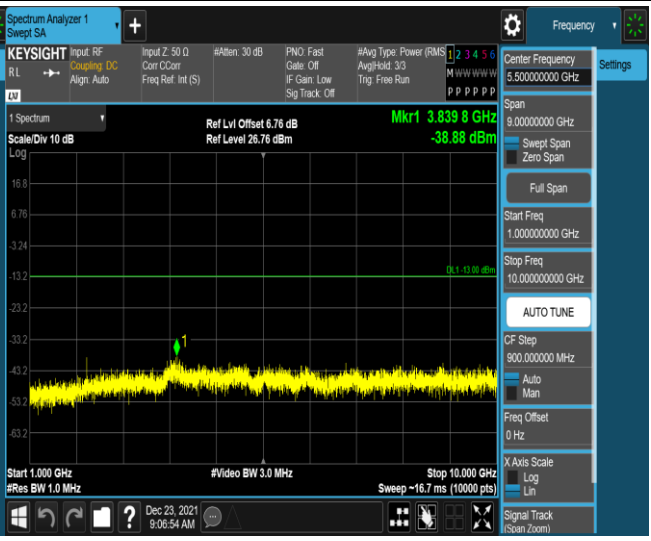 Spectrum Analyzer 1
Swept SA
Frequency
KEYSIGHT
R L
LXI
Input: RF
Coupling: DC
Align: Auto
Input Z: 50 Ω
Corr CCorr
Freq Ref: Int (S)
#Atten: 30 dB
PNO: Fast
Gate: Off
IF Gain: Low
Sig Track: Off
#Avg Type: Power (RMS
Avg|Hold: 3/3
Trig: Free Run
1 2 3 4 5 6
M W W W W W
P P P P P P
1 Spectrum
Scale/Div 10 dB
Log
Ref Lvl Offset 6.76 dB
Ref Level 26.76 dBm
Mkr1 3.839 8 GHz
-38.88 dBm
16.8
6.76
-3.24
-13.2
-23.2
-33.2
-43.2
-53.2
-63.2
DL1 -13.00 dBm
1
Start 1.000 GHz
#Res BW 1.0 MHz
#Video BW 3.0 MHz
Stop 10.000 GHz
Sweep ~16.7 ms (10000 pts)
Center Frequency
5.500000000 GHz
Settings
Span
9.00000000 GHz
Swept Span
Zero Span
Full Span
Start Freq
1.000000000 GHz
Stop Freq
10.000000000 GHz
AUTO TUNE
CF Step
900.000000 MHz
Auto
Man
Freq Offset
0 Hz
X Axis Scale
Log
Lin
Signal Track
(Span Zoom)
?
Dec 23, 2021
9:06:54 AM